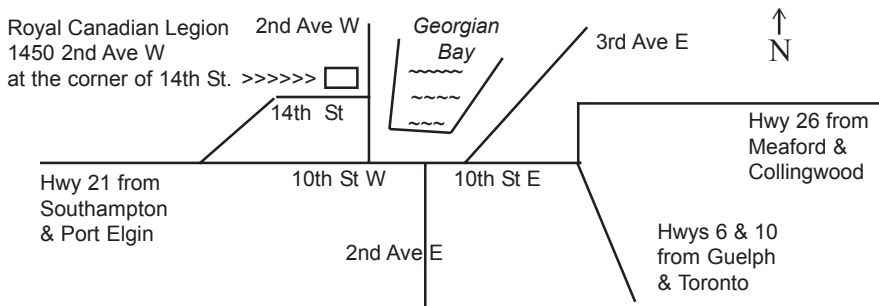 Royal Canadian Legion
1450 2nd Ave W
at the corner of 14th St. >>>>>>
2nd Ave W
Georgian
Bay
3rd Ave E
N
14th St
Hwy 26 from
Meaford &
Collingwood
10th St W
10th St E
Hwy 21 from
Southampton
& Port Elgin
2nd Ave E
Hwys 6 & 10
from Guelph
& Toronto